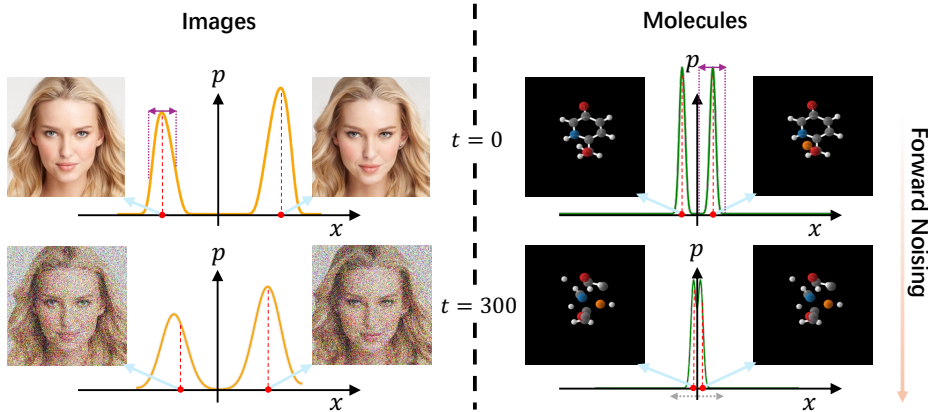 Images
Molecules
p
p
t = 0
x
x
p
p
t = 300
x
x
Forward Noising